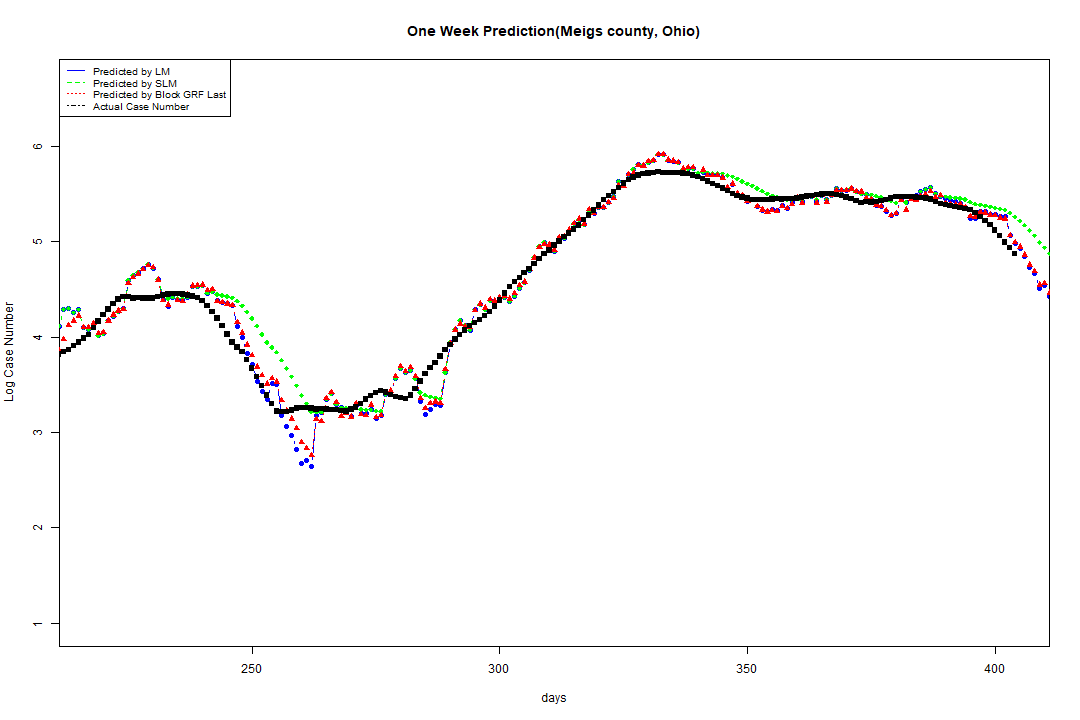 One Week Prediction(Meigs county, Ohio)
Predicted by LM
Predicted by SLM
Predicted by Block GRF Last
Actual Case Number
6
5
4
3
2
1
Log Case Number
250 300 350 400
days